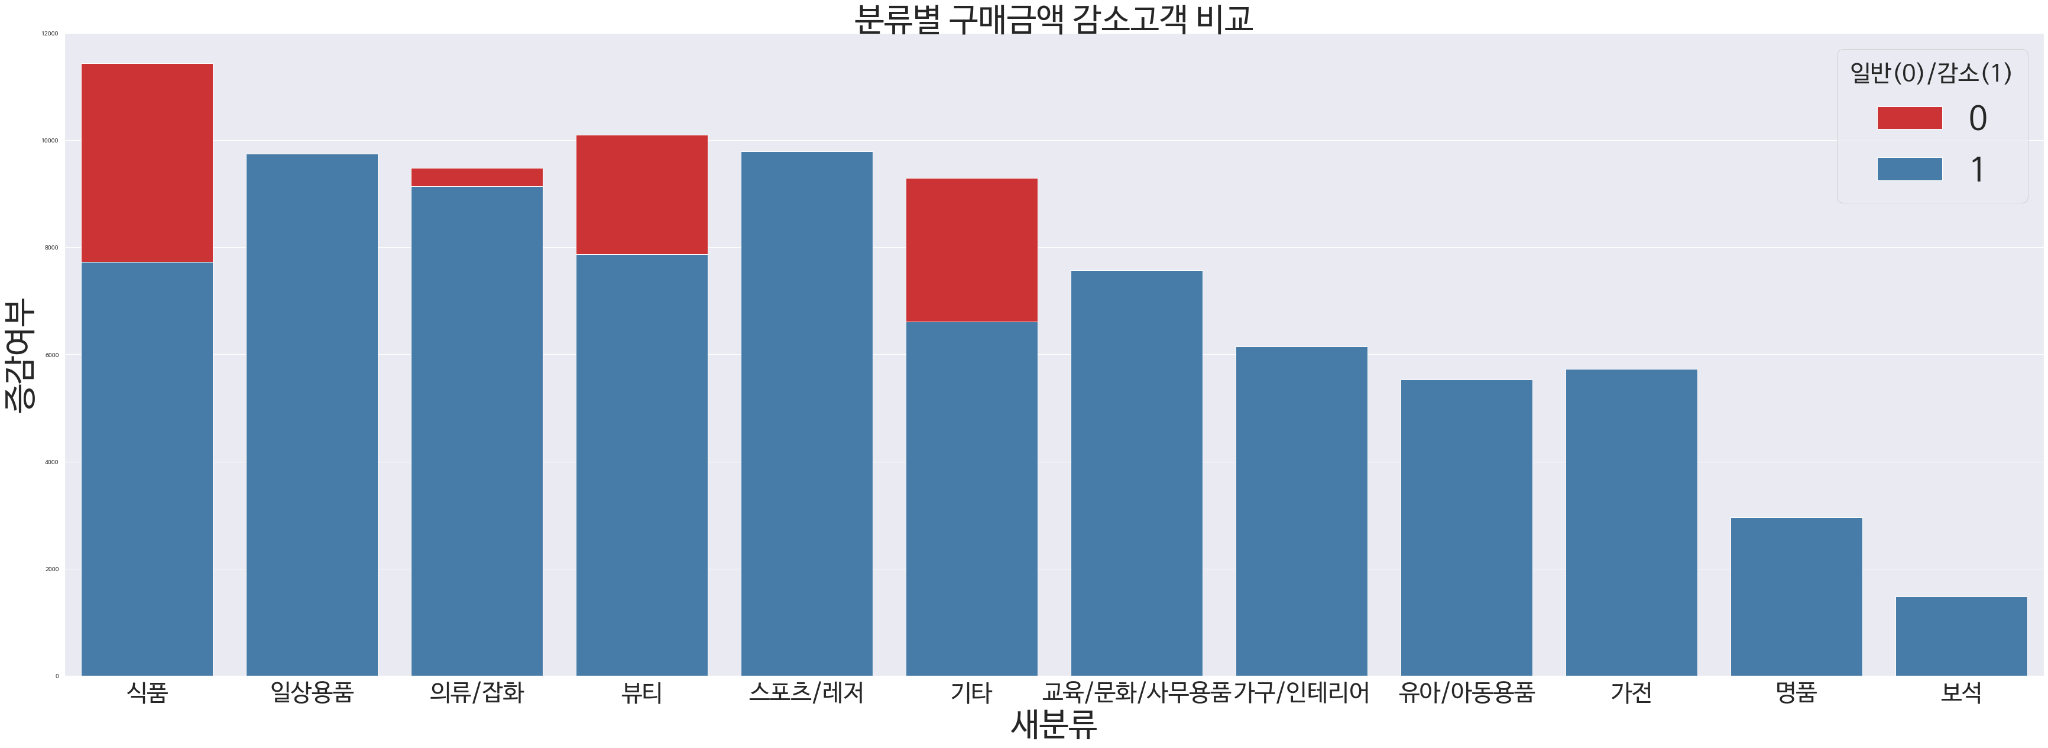 분류별 구매금액 감소고객 비교
일반(0)/감소(1)
0
1
증감여부
12000
10000
8000
6000
4000
2000
0
식품 일상용품 의류/잡화 뷰티 스포츠/레저 기타 교육/문화/사무용품 가구/인테리어 유아/아동용품 가전 명품 보석
새분류